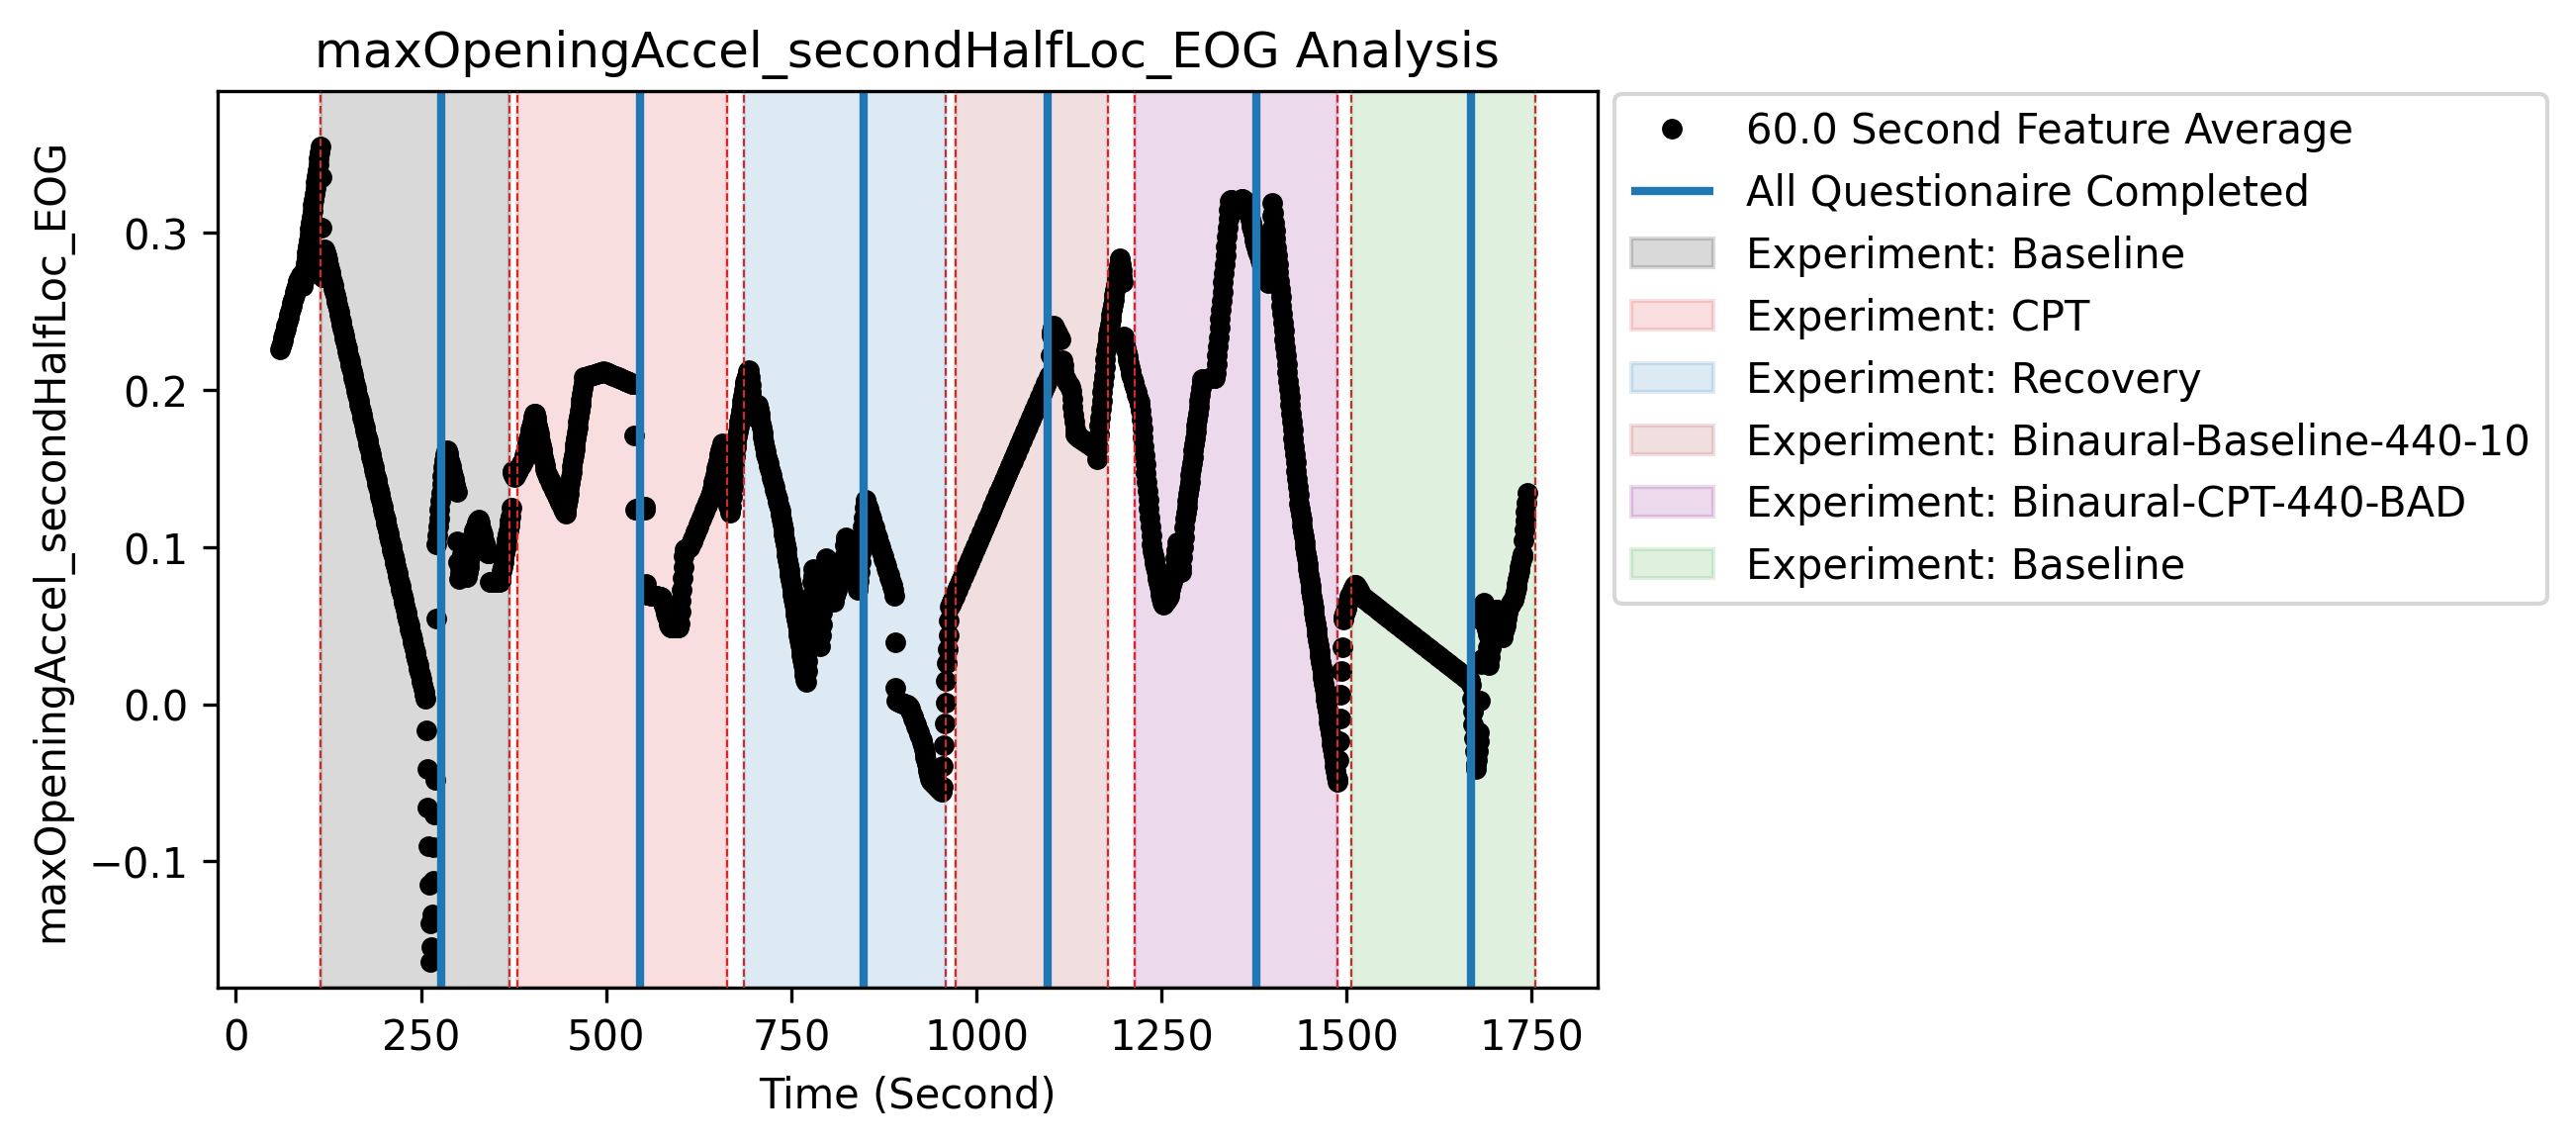 maxOpeningAccel_secondHalfLoc_EOG Analysis
maxOpeningAccel_secondHalfLoc_EOG
0.3
0.2
0.1
0.0
−0.1
0 250 500 750 1000 1250 1500 1750
Time (Second)
60.0 Second Feature Average
All Questionaire Completed
Experiment: Baseline
Experiment: CPT
Experiment: Recovery
Experiment: Binaural-Baseline-440-10
Experiment: Binaural-CPT-440-BAD
Experiment: Baseline